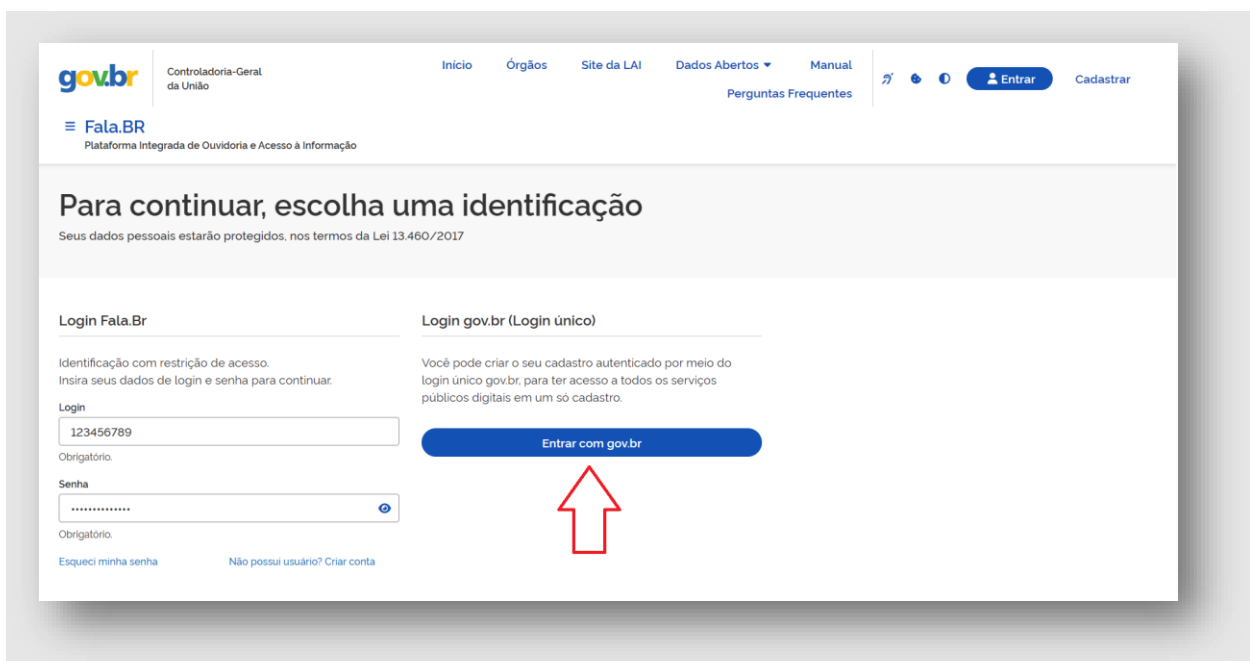 gov.br
Controladoria-Geral
da União
Início Órgãos Site da LAI Dados Abertos Manual
Perguntas Frequentes
Entrar
Cadastrar
Fala.BR
Plataforma Integrada de Ouvidoria e Acesso à Informação
Para continuar, escolha uma identificação
Seus dados pessoais estarão protegidos, nos termos da Lei 13.460/2017
Login Fala.Br
Identificação com restrição de acesso.
Insira seus dados de login e senha para continuar.
Login
123456789
Obrigatório.
Senha
••••••••••••••
Obrigatório.
Esqueci minha senha
Não possui usuário? Criar conta
Login gov.br (Login único)
Você pode criar o seu cadastro autenticado por meio do
login único gov.br, para ter acesso a todos os serviços
públicos digitais em um só cadastro.
Entrar com gov.br